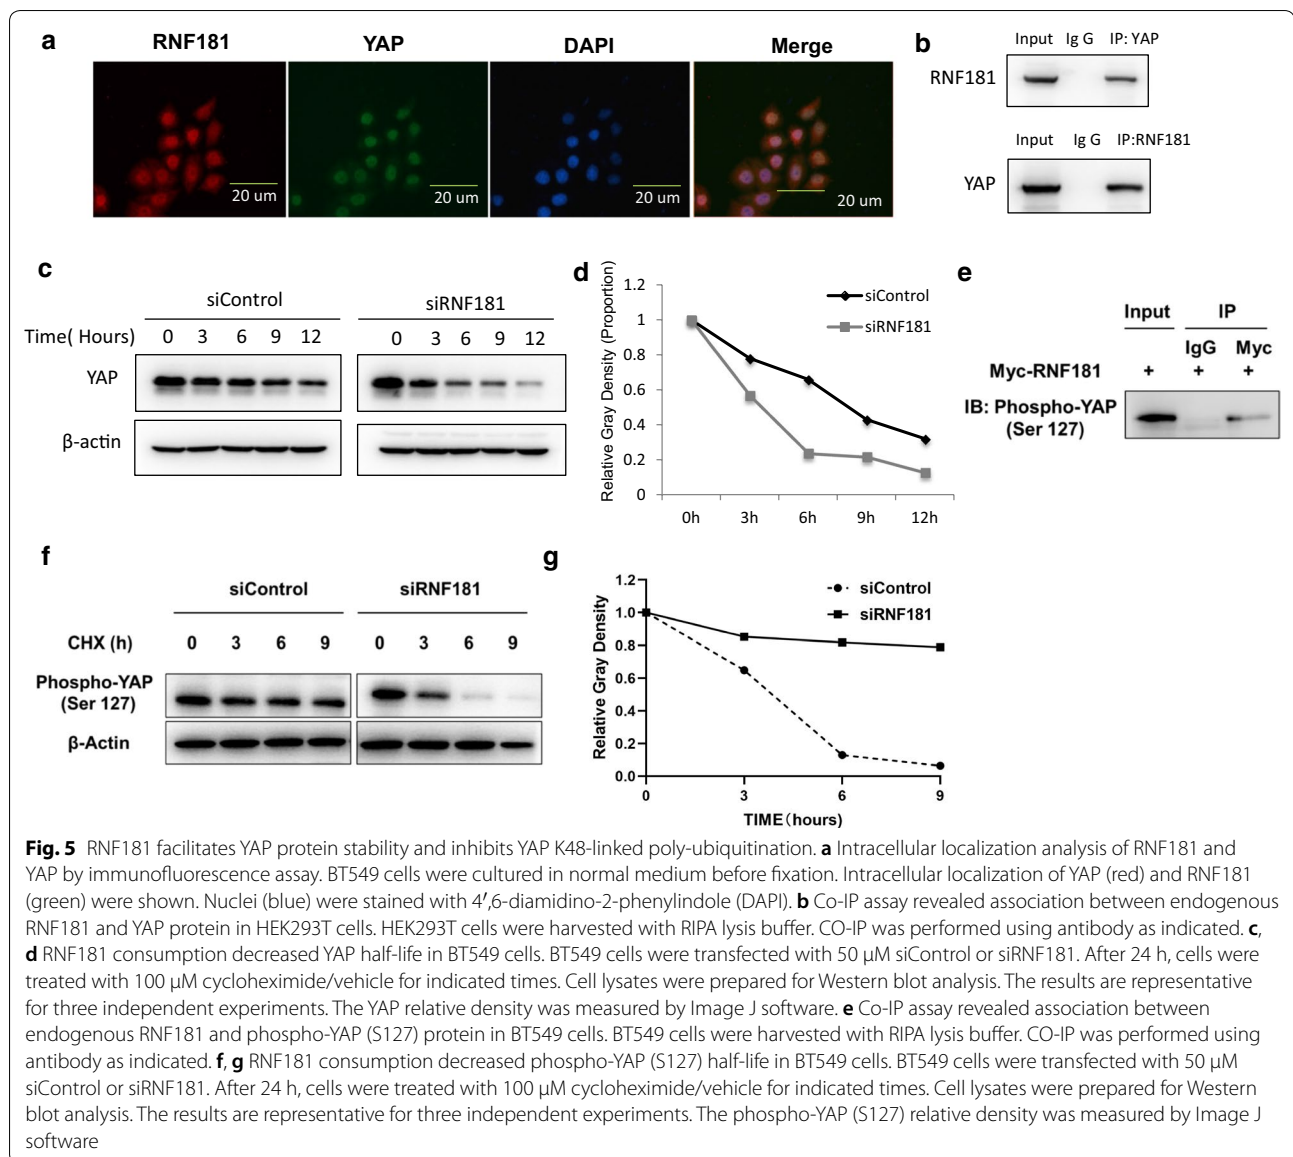 a
RNF181 YAP DAPI Merge
20 um 20 um 20 um 20 um
b
Input Ig G IP: YAP
RNF181
Input Ig G IP:RNF181
YAP
c
siControl siRNF181
Time( Hours) 0 3 6 9 12 0 3 6 9 12
YAP
β-actin
d
Relative Gray Density (Proportion)
1.2
1
0.8
0.6
0.4
0.2
0
0h 3h 6h 9h 12h
siControl
siRNF181
e
Input IP
IgG Myc
Myc-RNF181 + + +
IB: Phospho-YAP
(Ser 127)
f
siControl siRNF181
CHX (h) 0 3 6 9 0 3 6 9
Phospho-YAP
(Ser 127)
β-Actin
g
Relative Gray Density
1.2
1.0
0.8
0.6
0.4
0.2
0.0
0 3 6 9
TIME (hours)
siControl
siRNF181
Fig. 5 RNF181 facilitates YAP protein stability and inhibits YAP K48-linked poly-ubiquitination. a Intracellular localization analysis of RNF181 and
YAP by immunofluorescence assay. BT549 cells were cultured in normal medium before fixation. Intracellular localization of YAP (red) and RNF181
(green) were shown. Nuclei (blue) were stained with 4′,6-diamidino-2-phenylindole (DAPI). b Co-IP assay revealed association between endogenous
RNF181 and YAP protein in HEK293T cells. HEK293T cells were harvested with RIPA lysis buffer. CO-IP was performed using antibody as indicated. c,
d RNF181 consumption decreased YAP half-life in BT549 cells. BT549 cells were transfected with 50 μM siControl or siRNF181. After 24 h, cells were
treated with 100 μM cycloheximide/vehicle for indicated times. Cell lysates were prepared for Western blot analysis. The results are representative
for three independent experiments. The YAP relative density was measured by Image J software. e Co-IP assay revealed association between
endogenous RNF181 and phospho-YAP (S127) protein in BT549 cells. BT549 cells were harvested with RIPA lysis buffer. CO-IP was performed using
antibody as indicated. f, g RNF181 consumption decreased phospho-YAP (S127) half-life in BT549 cells. BT549 cells were transfected with 50 μM
siControl or siRNF181. After 24 h, cells were treated with 100 μM cycloheximide/vehicle for indicated times. Cell lysates were prepared for Western
blot analysis. The results are representative for three independent experiments. The phospho-YAP (S127) relative density was measured by Image J
software